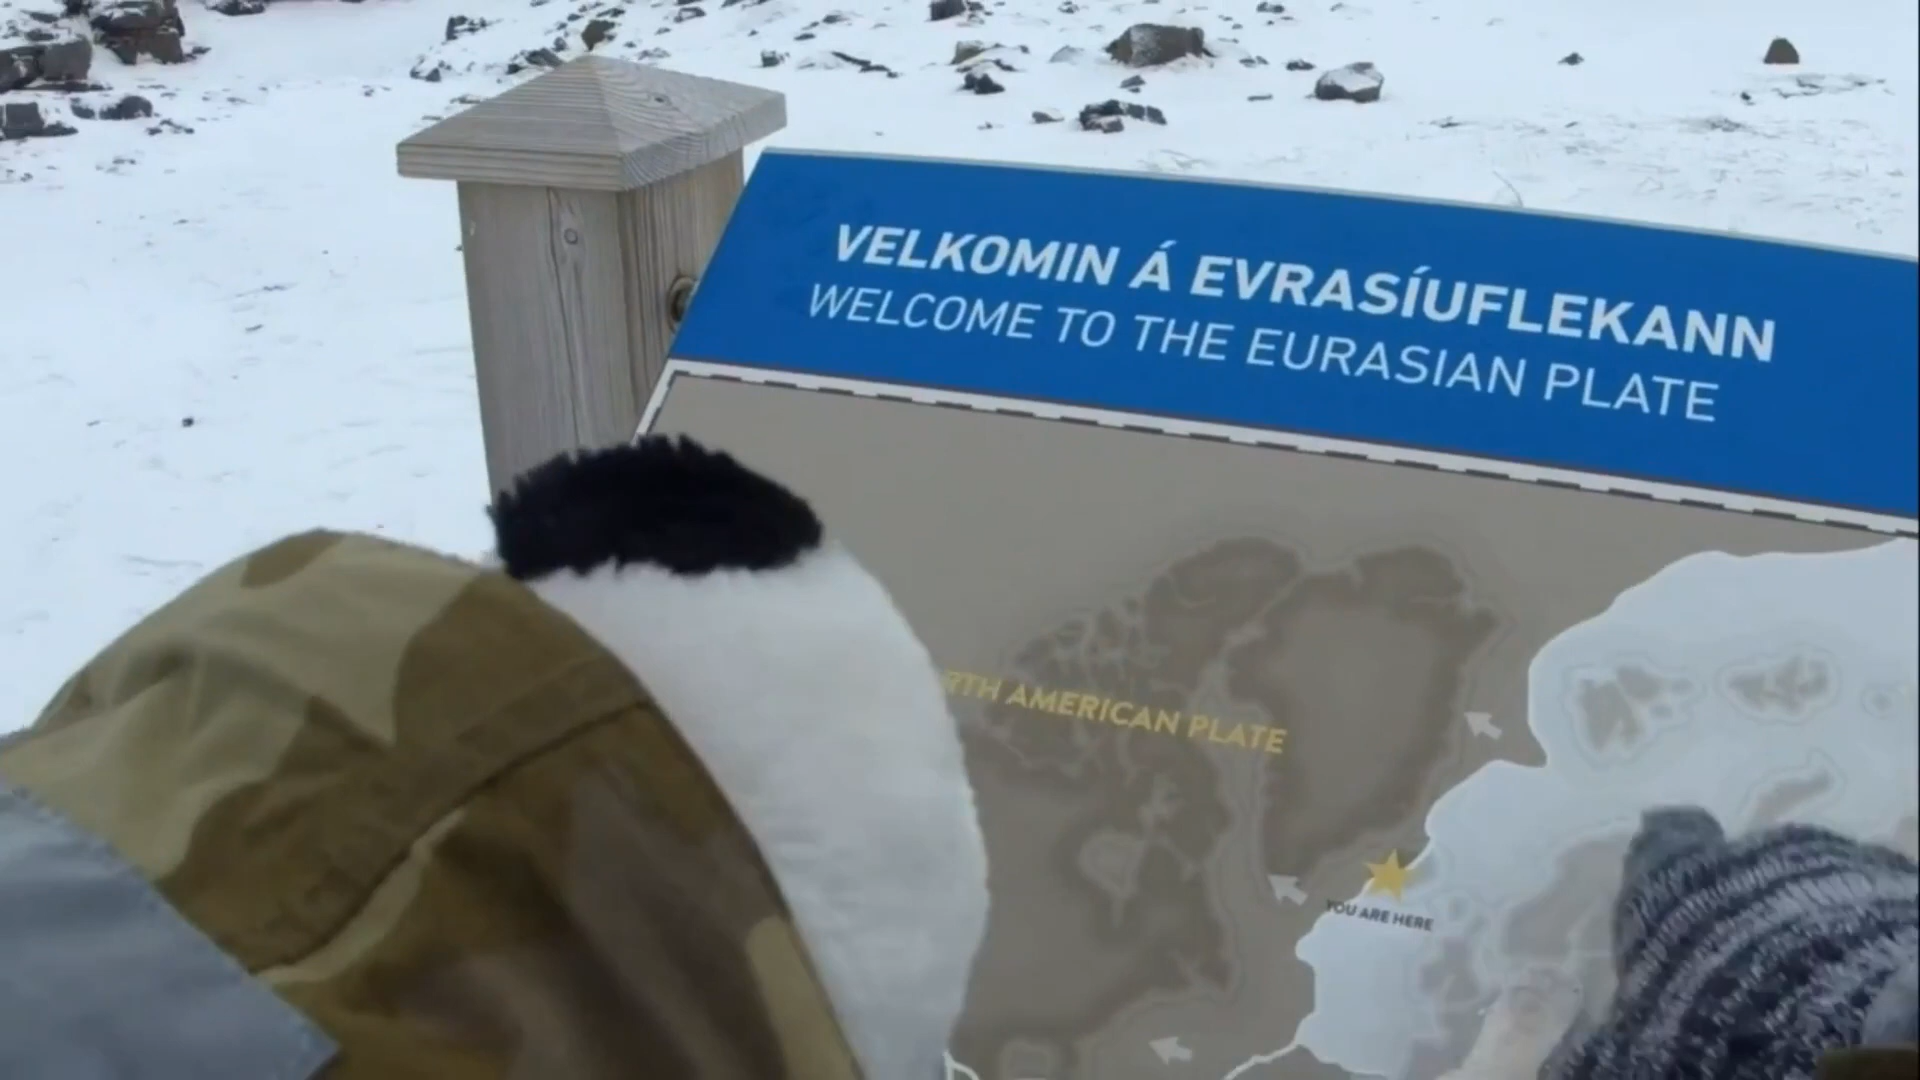 VELKOMIN Á EVRASÍUFLEKANN
WELCOME TO THE EURASIAN PLATE
AMERICAN PLATE
YOU ARE HERE